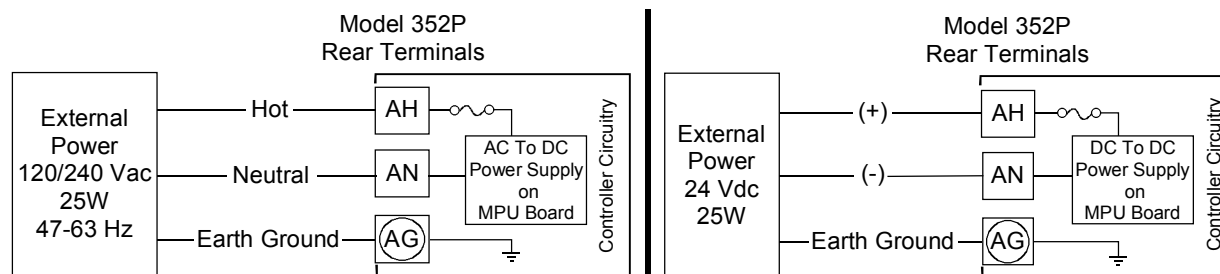 Model 352P
Rear Terminals
External
Power
120/240 Vac
25W
47-63 Hz
Hot
AH
Neutral
AN
Earth Ground
AG
AC To DC
Power Supply
on
MPU Board
Controller Circuitry
Model 352P
Rear Terminals
External
Power
24 Vdc
25W
(+)
AH
(-)
AN
Earth Ground
AG
DC To DC
Power Supply
on
MPU Board
Controller Circuitry